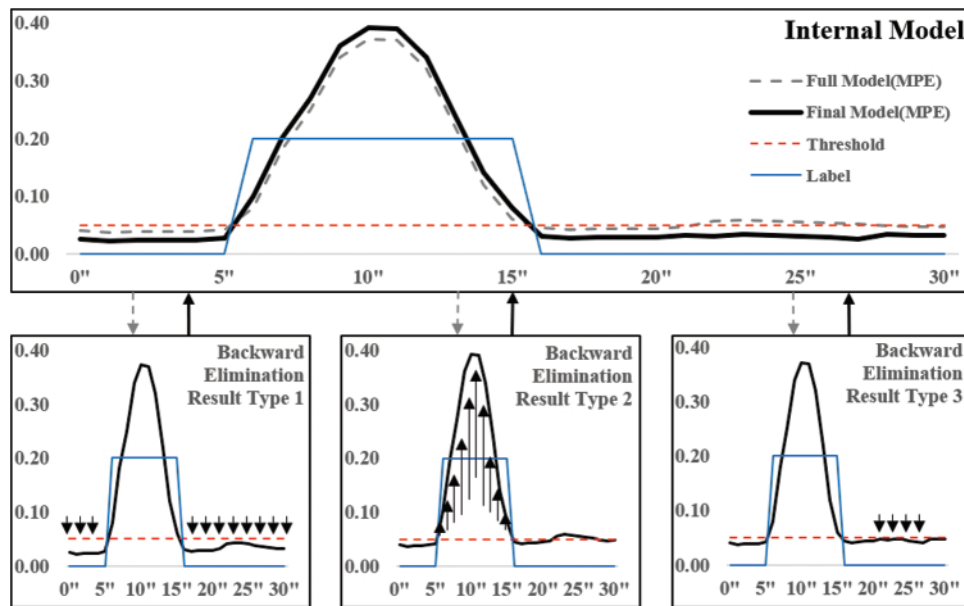 Internal Model
0.40
0.30
0.20
0.10
0.00
Full Model(MPE)
Final Model(MPE)
Threshold
Label
0" 5" 10" 15" 20" 25" 30"
Backward
Elimination
Result Type 1
0.40
0.30
0.20
0.10
0.00
0" 5" 10" 15" 20" 25" 30"
Backward
Elimination
Result Type 2
0.40
0.30
0.20
0.10
0.00
0" 5" 10" 15" 20" 25" 30"
Backward
Elimination
Result Type 3
0.40
0.30
0.20
0.10
0.00
0" 5" 10" 15" 20" 25" 30"